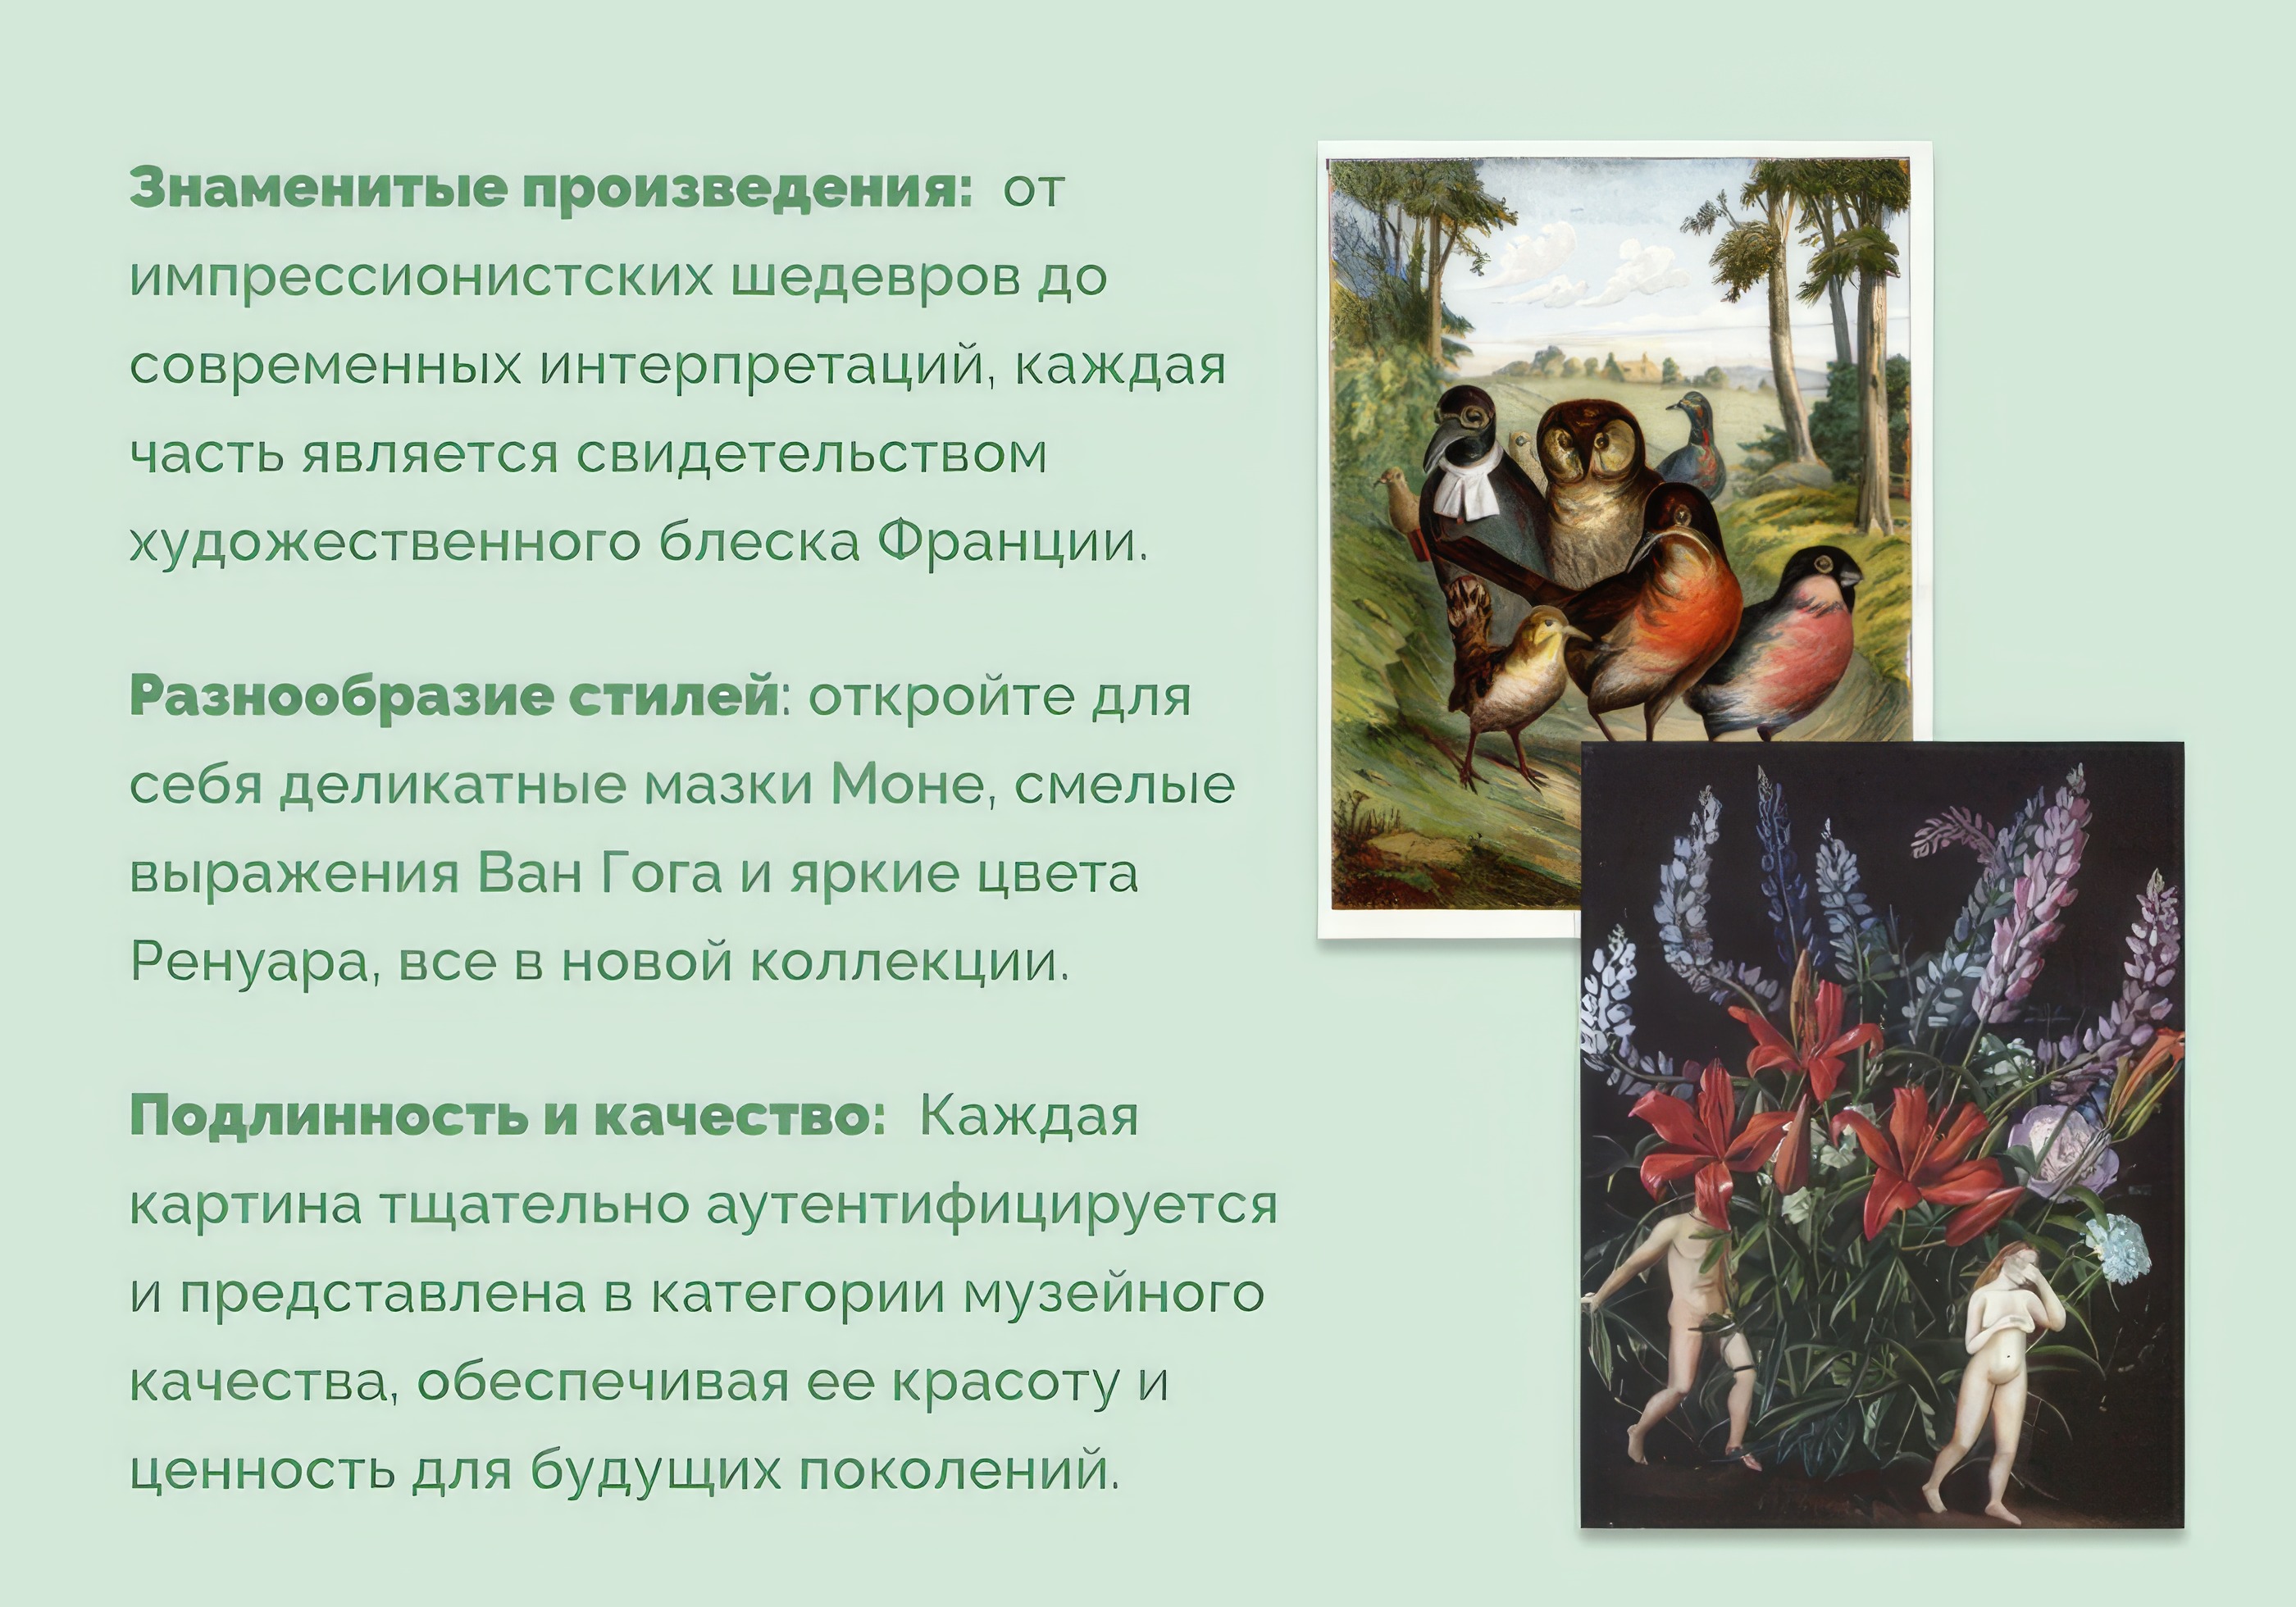 Знаменитые произведения: от
импрессионистских шедевров до
современных интерпретаций, каждая
часть является свидетельством
художественного блеска Франции.
Разнообразие стилей: откройте для
себя деликатные мазки Моне, смелые
выражения Ван Гога и яркие цвета
Ренуара, все в новой коллекции.
Подлинность и качество: Каждая
картина тщательно аутентифицируется
и представлена в категории музейного
качества, обеспечивая ее красоту и
ценность для будущих поколений.